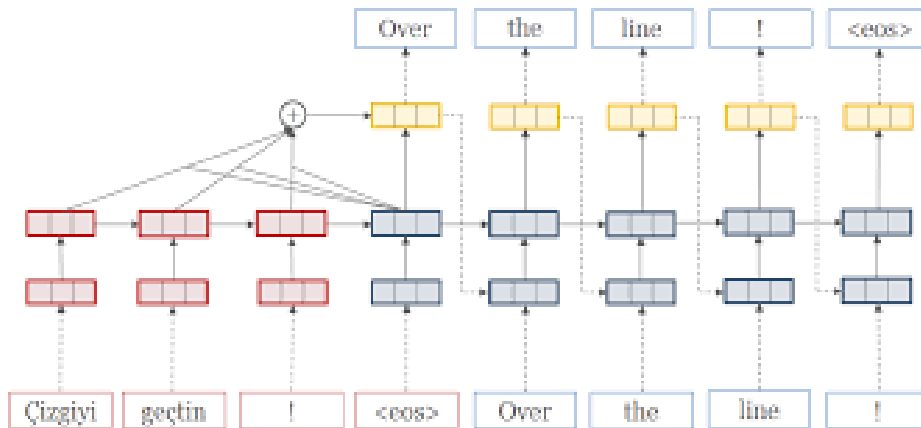 Over the line ! <eos>
+
Çizgiyi geçtin ! <eos> Over the line !